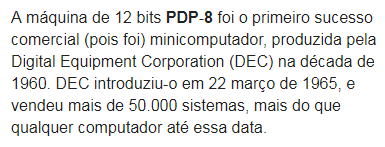 A máquina de 12 bits PDP-8 foi o primeiro sucesso
comercial (pois foi) minicomputador, produzida pela
Digital Equipment Corporation (DEC) na década de
1960. DEC introduziu-o em 22 março de 1965, e
vendeu mais de 50.000 sistemas, mais do que
qualquer computador até essa data.